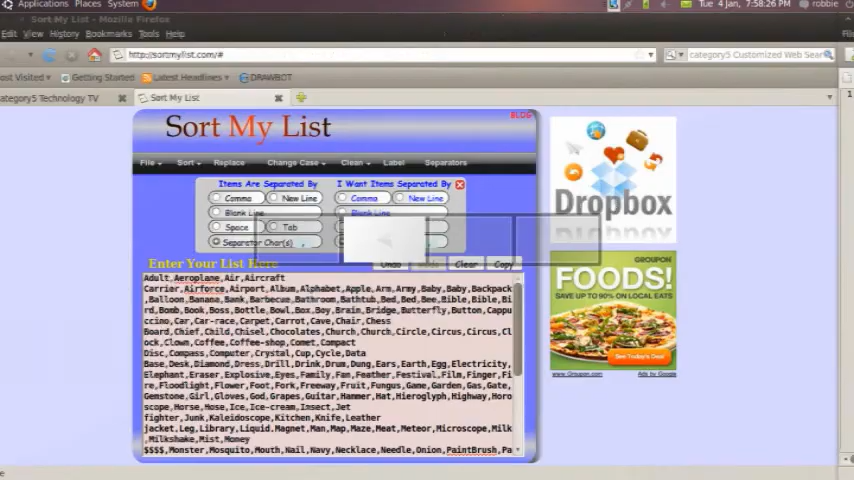 Applications Places System
Tue 4 Jan, 7:58:26 PM robbie
Sort My List - Mozilla Firefox
Edit View History Bookmarks Tools Help
http://sortmylist.com/#
category5 Customized Web Sear
ost Visited Getting Started Latest Headlines DRAWBOT
ategory5 Technology TV
Sort My List
BLOG
Sort My List
File Sort Replace Change Case Clean Label Separators
Items Are Separated By I Want Items Separated By
Comma New Line Comma New Line
Blank Line Blank Line
Space Tab
Separator Char(s) ,
Enter Your List Here
Undo Clear Copy
Adult,Aeroplane,Air,Aircraft
Carrier,Airforce,Airport,Album,Alphabet,Apple,Arm,Army,Baby,Baby,Backpack
,Balloon,Banana,Bank,Barbecue,Bathroom,Bathtub,Bed,Bed,Bee,Bible,Bible,Bi
rd,Bomb,Book,Boss,Bottle,Bowl,Box,Boy,Brain,Bridge,Butterfly,Button,Cappu
ccino,Car,Car-race,Carpet,Carrot,Cave,Chair,Chess
Board,Chief,Child,Chisel,Chocolates,Church,Church,Circle,Circus,Circus,Cl
ock,Clown,Coffee,Coffee-shop,Comet,Compact
Disc,Compass,Computer,Crystal,Cup,Cycle,Data
Base,Desk,Diamond,Dress,Drill,Drink,Drum,Dung,Ears,Earth,Egg,Electricity,
Elephant,Eraser,Explosive,Eyes,Family,Fan,Feather,Festival,Film,Finger,Fi
re,Floodlight,Flower,Foot,Fork,Freeway,Fruit,Fungus,Game,Garden,Gas,Gate,
Gemstone,Girl,Gloves,God,Grapes,Guitar,Hammer,Hat,Hieroglyph,Highway,Horo
scope,Horse,Hose,Ice,Ice-cream,Insect,Jet
fighter,Junk,Kaleidoscope,Kitchen,Knife,Leather
jacket,Leg,Library,Liquid,Magnet,Man,Map,Maze,Meat,Meteor,Microscope,Milk
,Milkshake,Mist,Money
$$$$,Monster,Mosquito,Mouth,Nail,Navy,Necklace,Needle,Onion,PaintBrush,Pa
Dropbox
GROUPON
FOODS!
SAVE UP TO 90% ON LOCAL EATS
See Today's Deal
www.Groupon.com Ads by Google